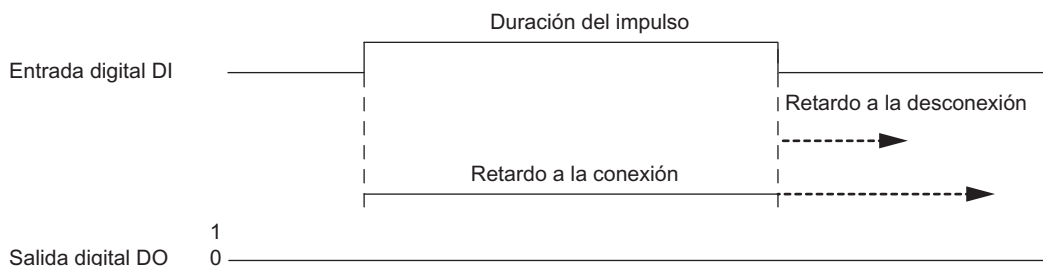 Duración del impulso
Entrada digital DI
Retardo a la desconexión
Retardo a la conexión
1
Salida digital DO 0